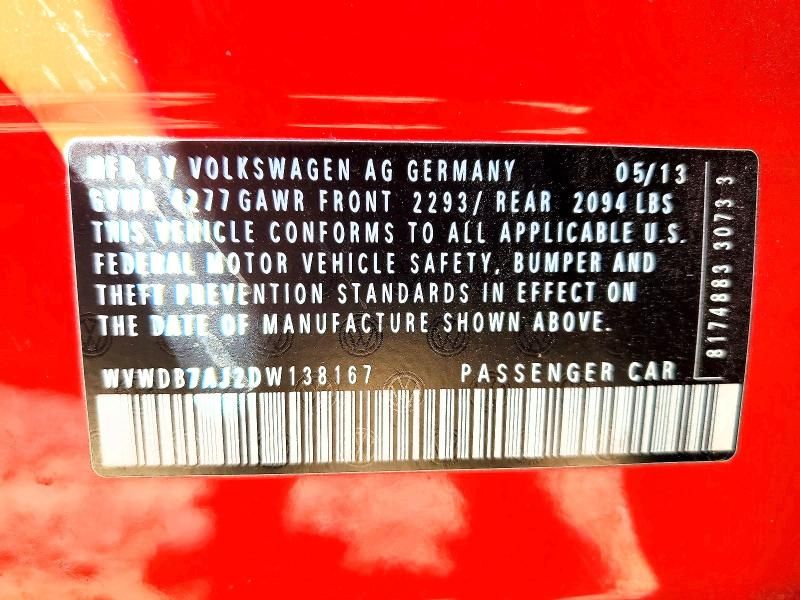 MFD BY VOLKSWAGEN AG GERMANY 05/13
GVWR 4277 GAWR FRONT 2293/ REAR 2094 LBS
THIS VEHICLE CONFORMS TO ALL APPLICABLE U.S.
FEDERAL MOTOR VEHICLE SAFETY, BUMPER AND
THEFT PREVENTION STANDARDS IN EFFECT ON
THE DATE OF MANUFACTURE SHOWN ABOVE.
WVWDB7AJ2DW138167 PASSENGER CAR
8174883 3073 3